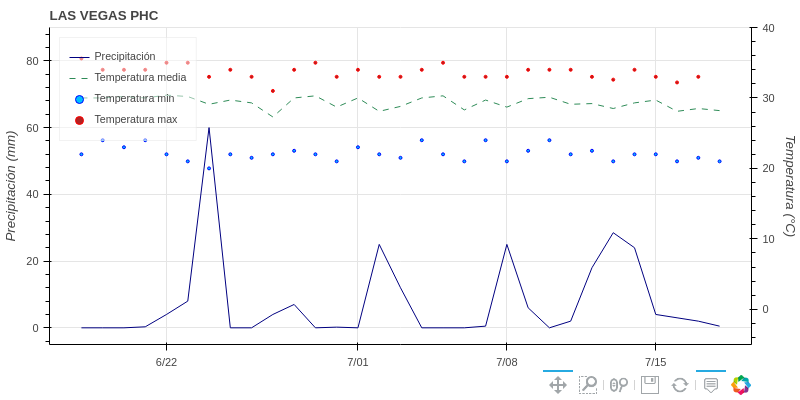 LAS VEGAS PHC
Precipitación
Temperatura media
Temperatura min
Temperatura max
Precipitación (mm)
80
60
40
20
0
Temperatura (°C)
40
30
20
10
0
6/22
7/01
7/08
7/15